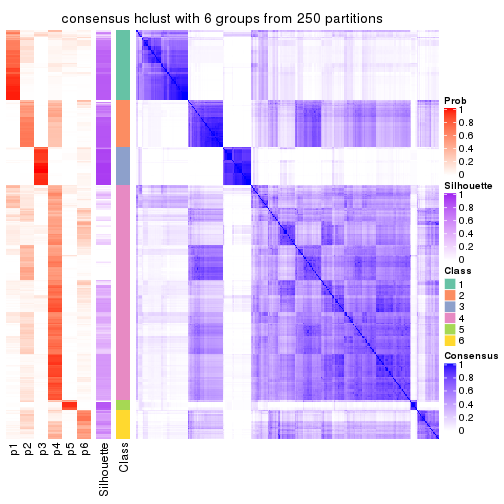 consensus hclust with 6 groups from 250 partitions
Prob
1
0.8
0.6
0.4
0.2
0
Silhouette
1
0.8
0.6
0.4
0.2
0
Class
1
2
3
4
5
6
Consensus
1
0.8
0.6
0.4
0.2
0
p1
p2
p3
p4
p5
p6
Silhouette
Class